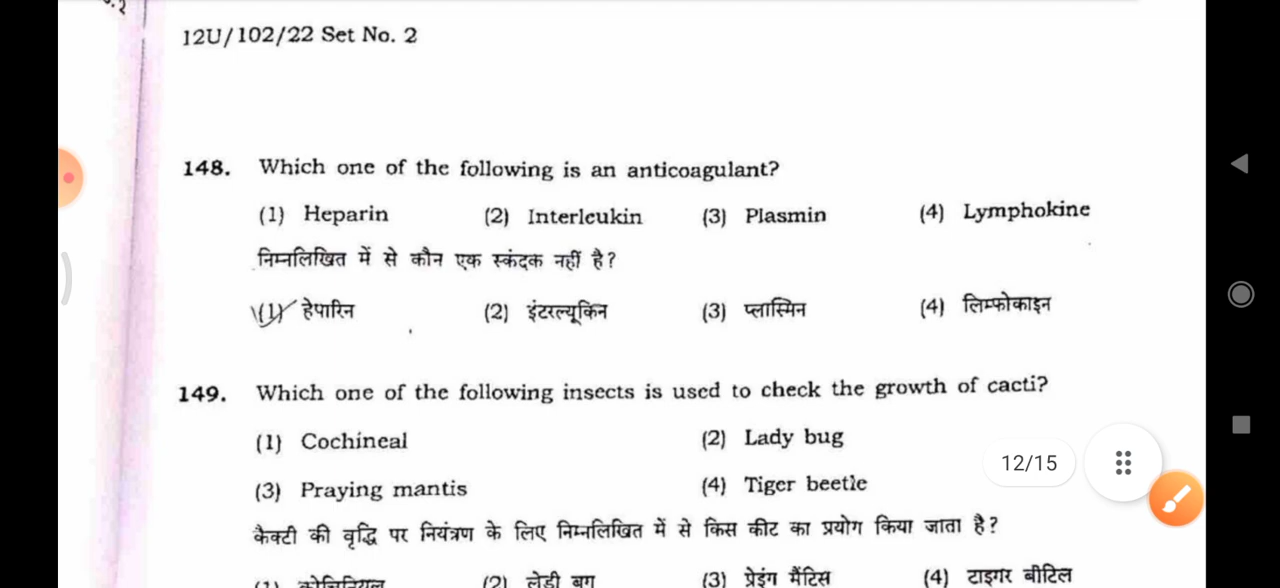 12U/102/22 Set No. 2
148. Which one of the following is an anticoagulant?
(1) Heparin (2) Interleukin (3) Plasmin (4) Lymphokine
निम्नलिखित में से कौन एक स्कंदक नहीं है?
(1) हेपारिन (2) इंटरल्यूकिन (3) प्लास्मिन (4) लिम्फोकाइन
149. Which one of the following insects is used to check the growth of cacti?
(1) Cochineal (2) Lady bug
(3) Praying mantis (4) Tiger beetle
12/15
कैक्टी की वृद्धि पर नियंत्रण के लिए निम्नलिखित में से किस कीट का प्रयोग किया जाता है?
(1) कोचिनियल (2) लेडी बग (3) प्रेइंग मैंटिस (4) टाइगर बीटिल